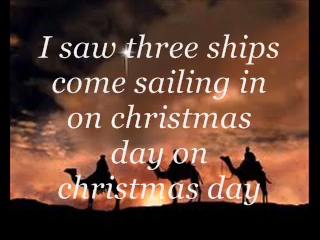 I saw three ships
come sailing in
on christmas
day on
christmas day